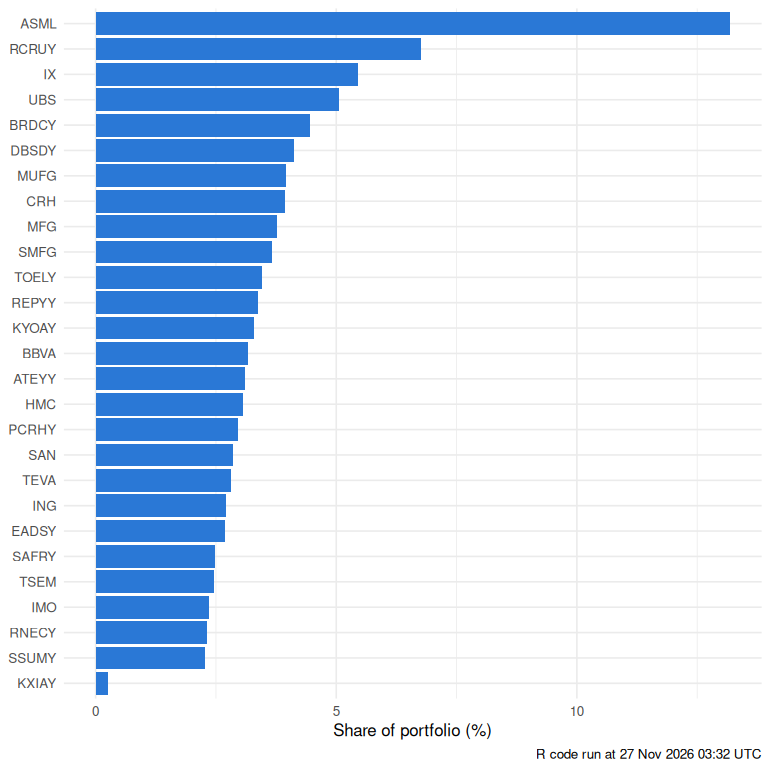 ASML
RCRUY
IX
UBS
BRDCY
DBSDY
MUFG
CRH
MFG
SMFG
TOELY
REPYY
KYOAY
BBVA
ATEYY
HMC
PCRHY
SAN
TEVA
ING
EADSY
SAFRY
TSEM
IMO
RNECY
SSUMY
KXIAY
0 5 10
Share of portfolio (%)
R code run at 27 Nov 2026 03:32 UTC